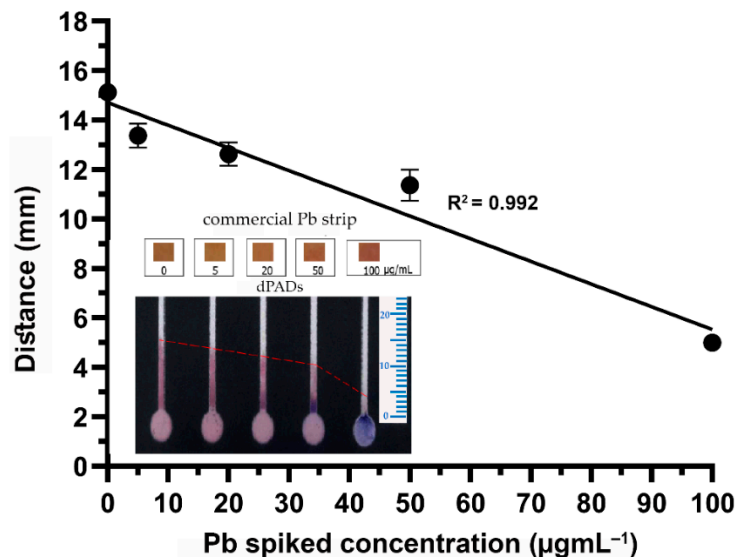 18
16
14
12
10
8
6
4
2
0
Distance (mm)
R² = 0.992
commercial Pb strip
0 5 20 50 100 µg/mL
dPADs
20
10
0
0 10 20 30 40 50 60 70 80 90 100
Pb spiked concentration (µgmL⁻¹)